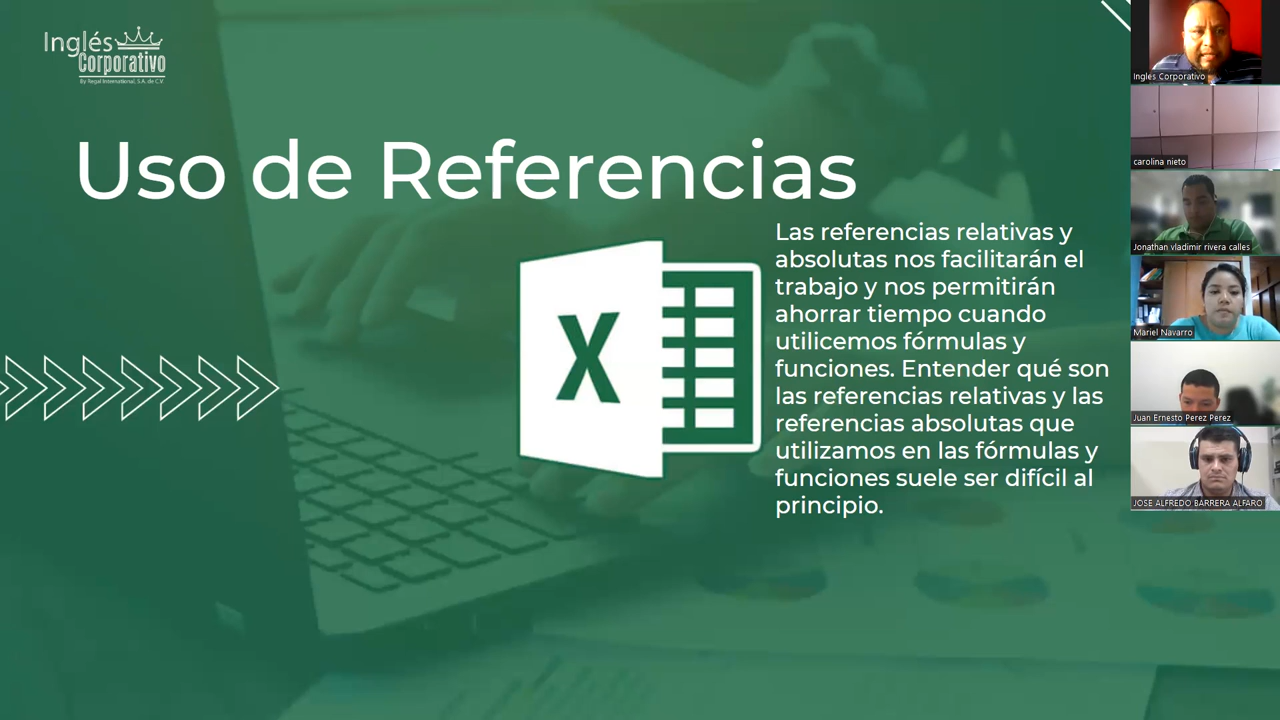 Inglés
Corporativo
By Regal International, S.A. de C.V.
Uso de Referencias
Las referencias relativas y
absolutas nos facilitarán el
trabajo y nos permitirán
ahorrar tiempo cuando
utilicemos fórmulas y
funciones. Entender qué son
las referencias relativas y las
referencias absolutas que
utilizamos en las fórmulas y
funciones suele ser difícil al
principio.
X
Ingles Corporativo
carolina nieto
Jonathan vladimir rivera calles
Mariel Navarro
Juan Ernesto Perez Perez
JOSE ALFREDO BARRERA ALFARO